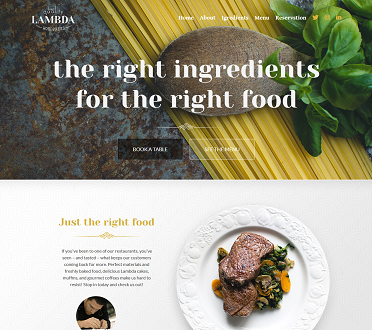 LAMBDA
Home About Igredients Menu Reservation
the right ingredients
for the right food
BOOK A TABLE SEE THE MENU
Just the right food
If you've been to one of our restaurants, you've
seen – and tasted – what keeps our customers
coming back for more. Perfect materials and
freshly baked food, delicious Lambda cakes,
muffins, and gourmet coffees make us hard to
resist! Stop in today and check us out!